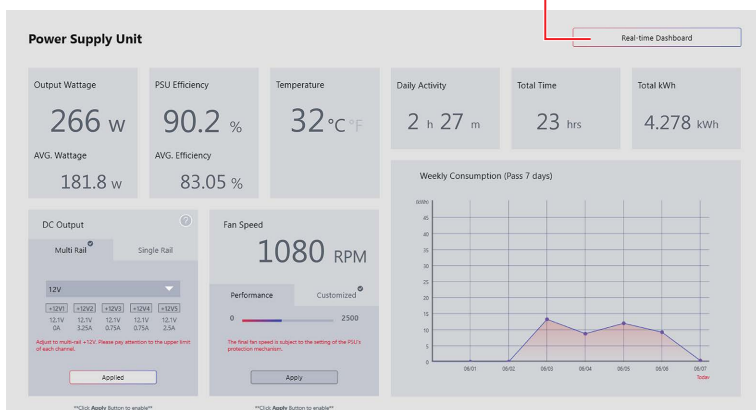 Power Supply Unit
Real-time Dashboard
Output Wattage
266 W
AVG. Wattage
181.8 W
PSU Efficiency
90.2 %
AVG. Efficiency
83.05 %
Temperature
32 °C °F
Daily Activity
2 h 27 m
Total Time
23 hrs
Total kWh
4.278 kWh
DC Output
?
Multi Rail
Single Rail
12V
+12V1 +12V2 +12V3 +12V4 +12V5
12.1V 12.1V 12.1V 12.1V 12.1V
0A 3.25A 0.75A 0.75A 2.5A
Adjust to multi-rail +12V. Please pay attention to the upper limit
of each channel.
Applied
**Click Apply Button to enable**
Fan Speed
1080 RPM
Performance
Customized
0 2500
The final fan speed is subject to the setting of the PSU's
protection mechanism.
Apply
**Click Apply Button to enable**
Weekly Consumption (Pass 7 days)
45
40
35
30
25
20
15
10
5
0
08/01 08/02 08/03 08/04 08/05 08/06 08/07
Today